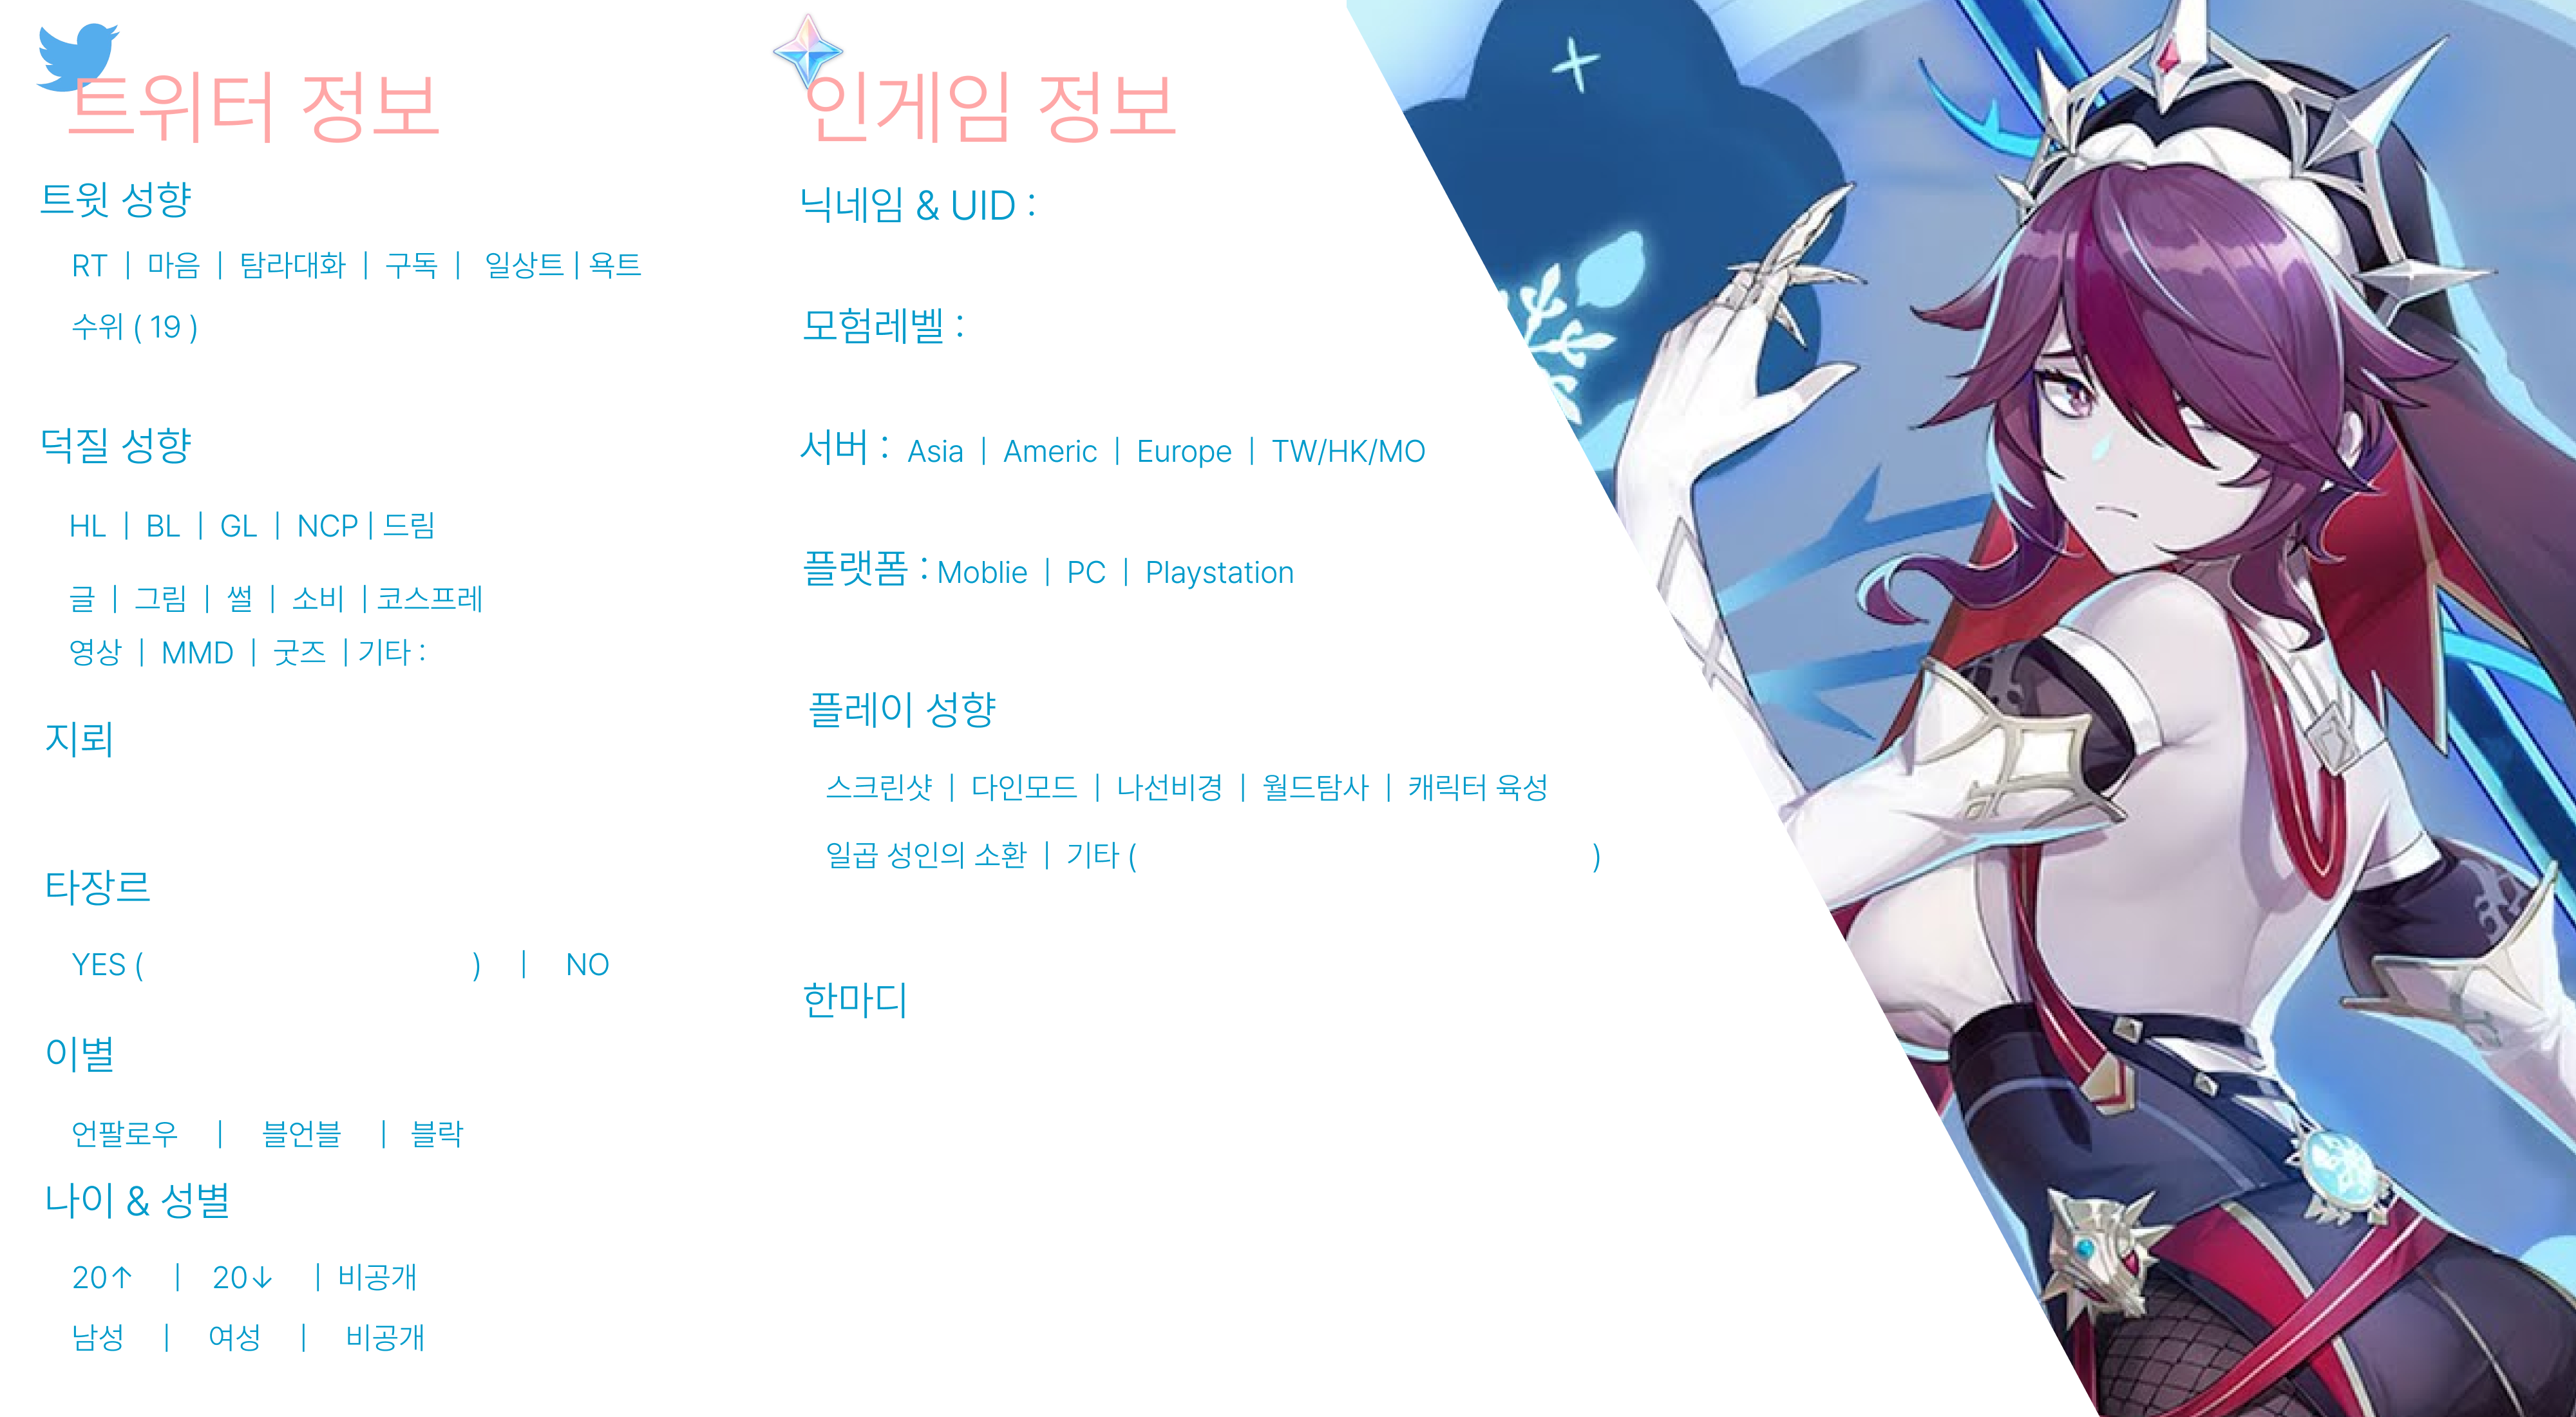 트위터 정보
트윗 성향
RT | 마음 | 탐라대화 | 구독 | 일상트 | 욕트
수위 ( 19 )
덕질 성향
HL | BL | GL | NCP | 드림
글 | 그림 | 썰 | 소비 | 코스프레
영상 | MMD | 굿즈 | 기타 :
지뢰
타장르
YES ( ) | NO
이별
언팔로우 | 블언블 | 블락
나이 & 성별
20↑ | 20↓ | 비공개
남성 | 여성 | 비공개
인게임 정보
닉네임 & UID :
모험레벨 :
서버 : Asia | Americ | Europe | TW/HK/MO
플랫폼 : Moblie | PC | Playstation
플레이 성향
스크린샷 | 다인모드 | 나선비경 | 월드탐사 | 캐릭터 육성
일곱 성인의 소환 | 기타 ( )
한마디